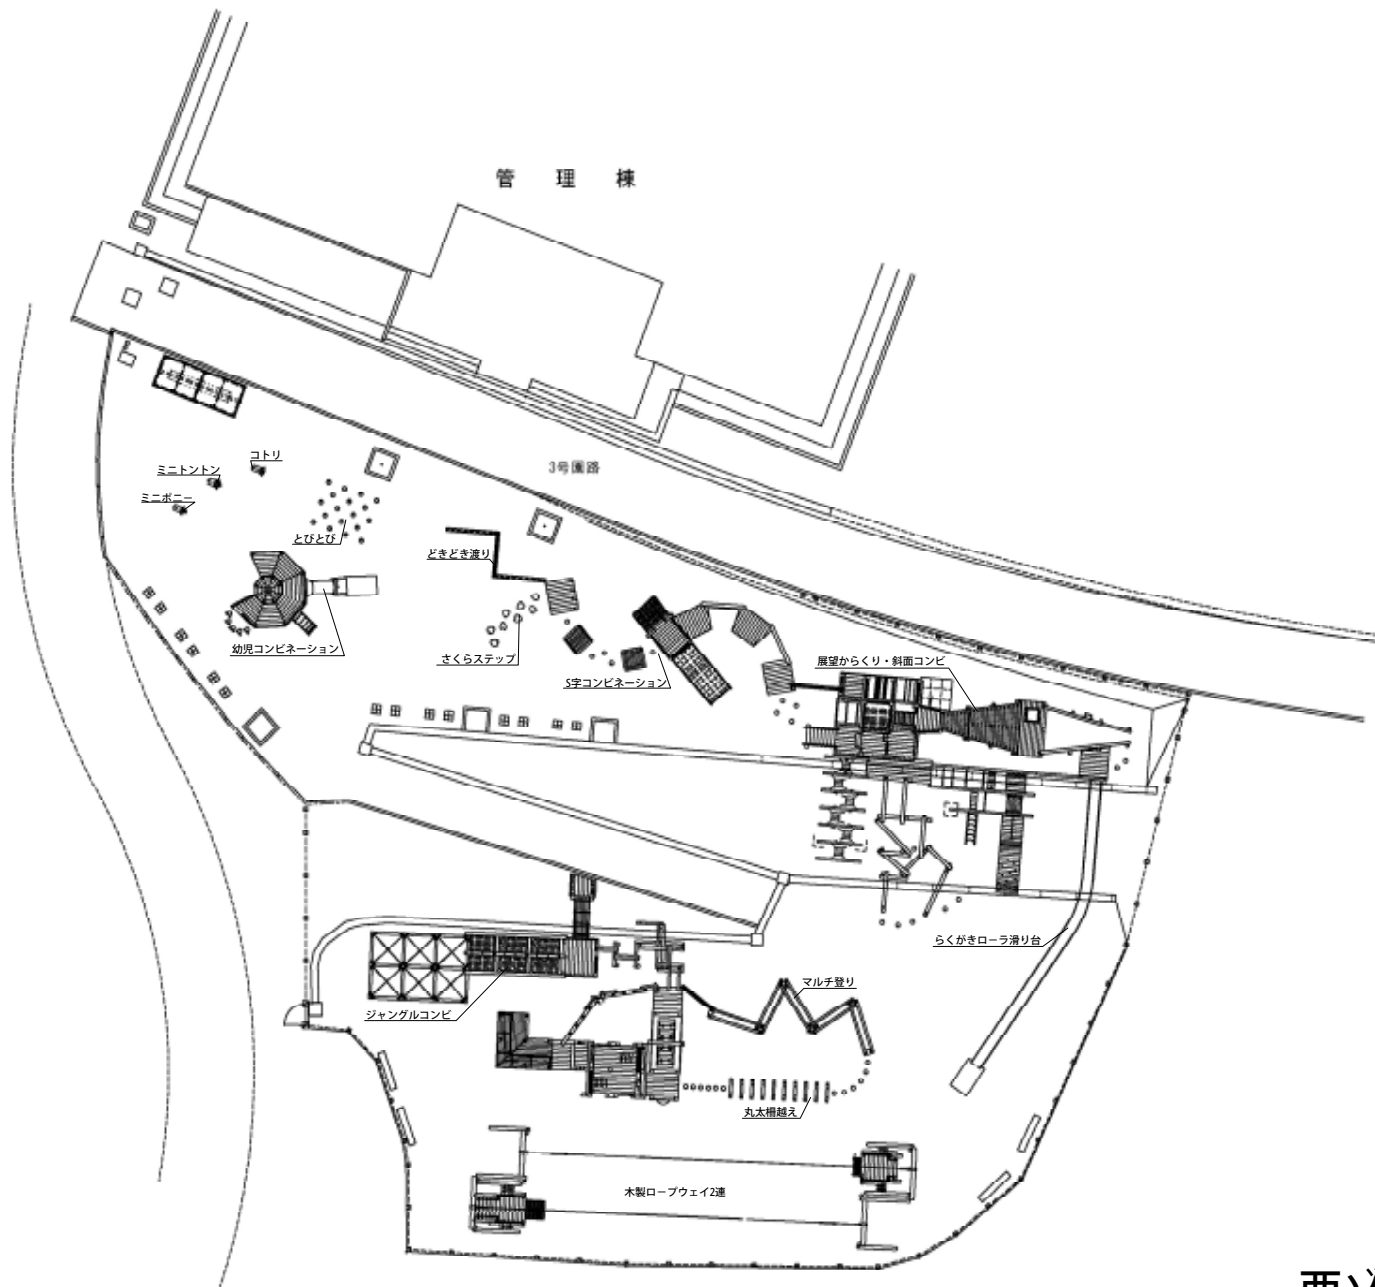 管理棟
3号園路
コトリ
ミニトントン
ミニポニー
とびとび
どきどき渡り
幼児コンビネーション
さくらステップ
S字コンビネーション
展望からくり・斜面コンビ
らくがきローラ滑り台
マルチ登り
ジャングルコンビ
丸太柵越え
木製ロープウェイ2連